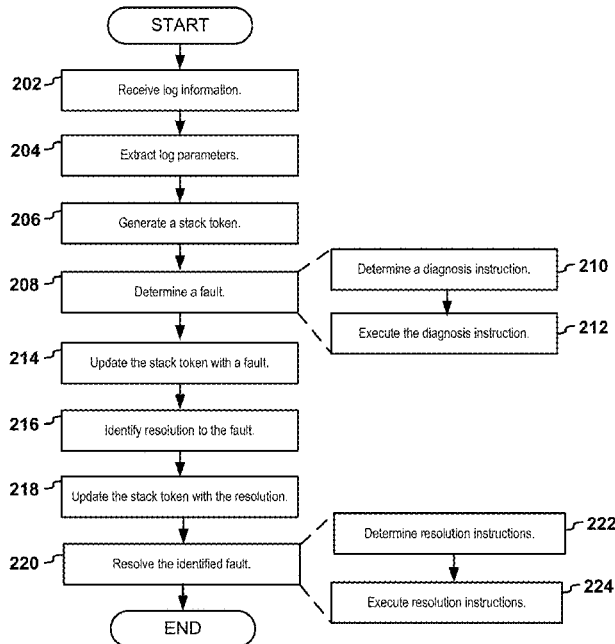 START
202
Receive log information.
204
Extract log parameters.
206
Generate a stack token.
208
Determine a fault.
Determine a diagnosis instruction.
210
Execute the diagnosis instruction.
212
214
Update the stack token with a fault.
216
Identify resolution to the fault.
218
Update the stack token with the resolution.
220
Resolve the identified fault.
Determine resolution instructions.
222
Execute resolution instructions.
224
END